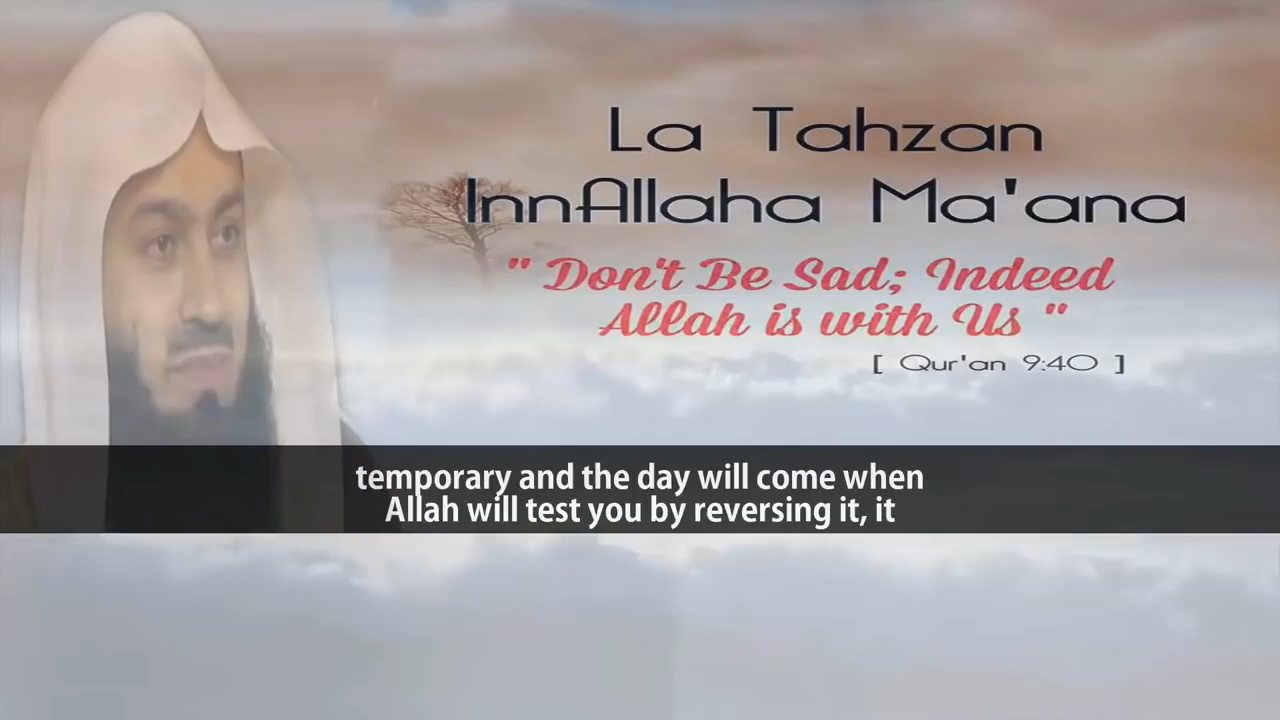 La Tahzan
InnAllaha Ma'ana
" Don't Be Sad; Indeed
Allah is with Us "
[ Qur'an 9:40 ]
temporary and the day will come when
Allah will test you by reversing it, it